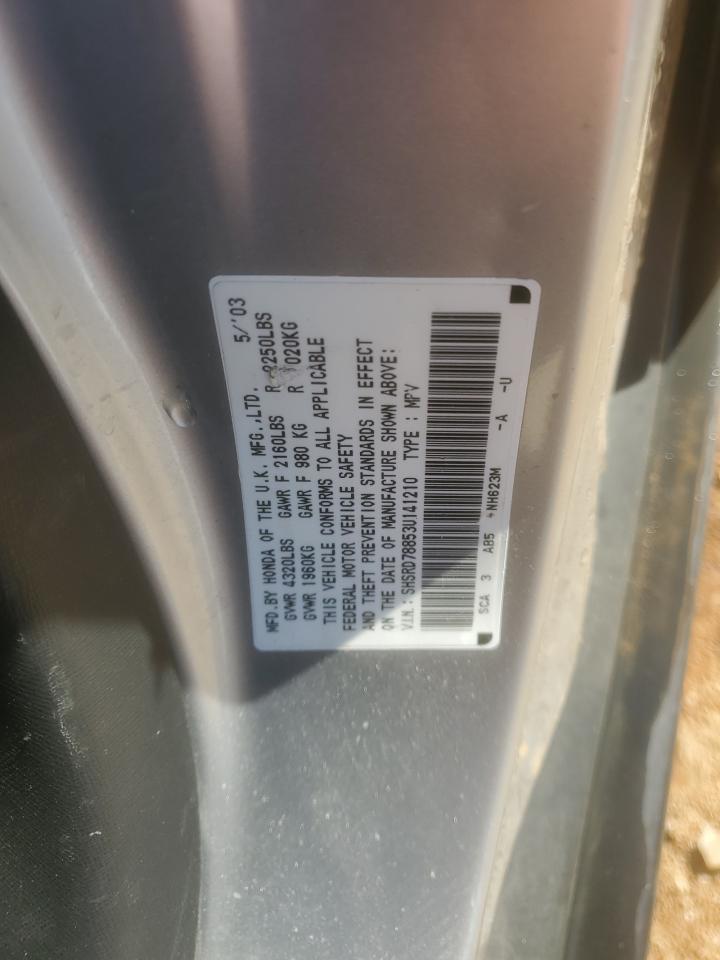 MFD.BY HONDA OF THE U.K. MFG.,LTD. 5/'03
GVWR 4320LBS GAWR F 2160LBS R 2250LBS
GVWR 1960KG GAWR F 980 KG R 020KG
THIS VEHICLE CONFORMS TO ALL APPLICABLE
FEDERAL MOTOR VEHICLE SAFETY
AND THEFT PREVENTION STANDARDS IN EFFECT
ON THE DATE OF MANUFACTURE SHOWN ABOVE:
V.I.N.: SHSRD78853U141210 TYPE : MPV
SCA 3 AB5 *NH623M -A -U